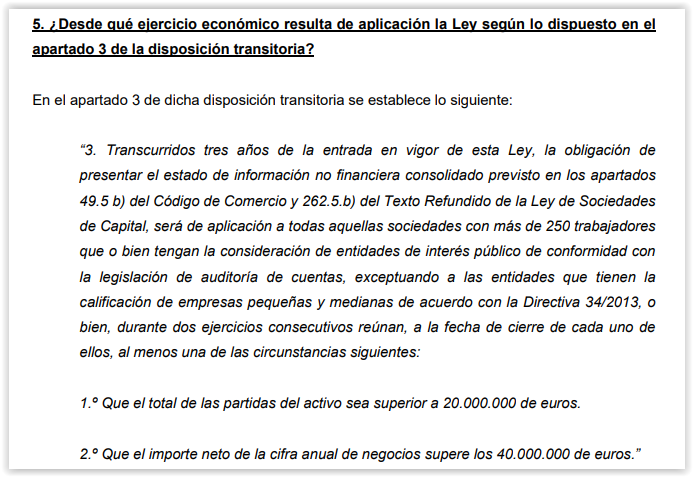 5. ¿Desde qué ejercicio económico resulta de aplicación la Ley según lo dispuesto en el
apartado 3 de la disposición transitoria?
En el apartado 3 de dicha disposición transitoria se establece lo siguiente:
“3. Transcurridos tres años de la entrada en vigor de esta Ley, la obligación de
presentar el estado de información no financiera consolidado previsto en los apartados
49.5 b) del Código de Comercio y 262.5.b) del Texto Refundido de la Ley de Sociedades
de Capital, será de aplicación a todas aquellas sociedades con más de 250 trabajadores
que o bien tengan la consideración de entidades de interés público de conformidad con
la legislación de auditoría de cuentas, exceptuando a las entidades que tienen la
calificación de empresas pequeñas y medianas de acuerdo con la Directiva 34/2013, o
bien, durante dos ejercicios consecutivos reúnan, a la fecha de cierre de cada uno de
ellos, al menos una de las circunstancias siguientes:
1.º Que el total de las partidas del activo sea superior a 20.000.000 de euros.
2.º Que el importe neto de la cifra anual de negocios supere los 40.000.000 de euros.”